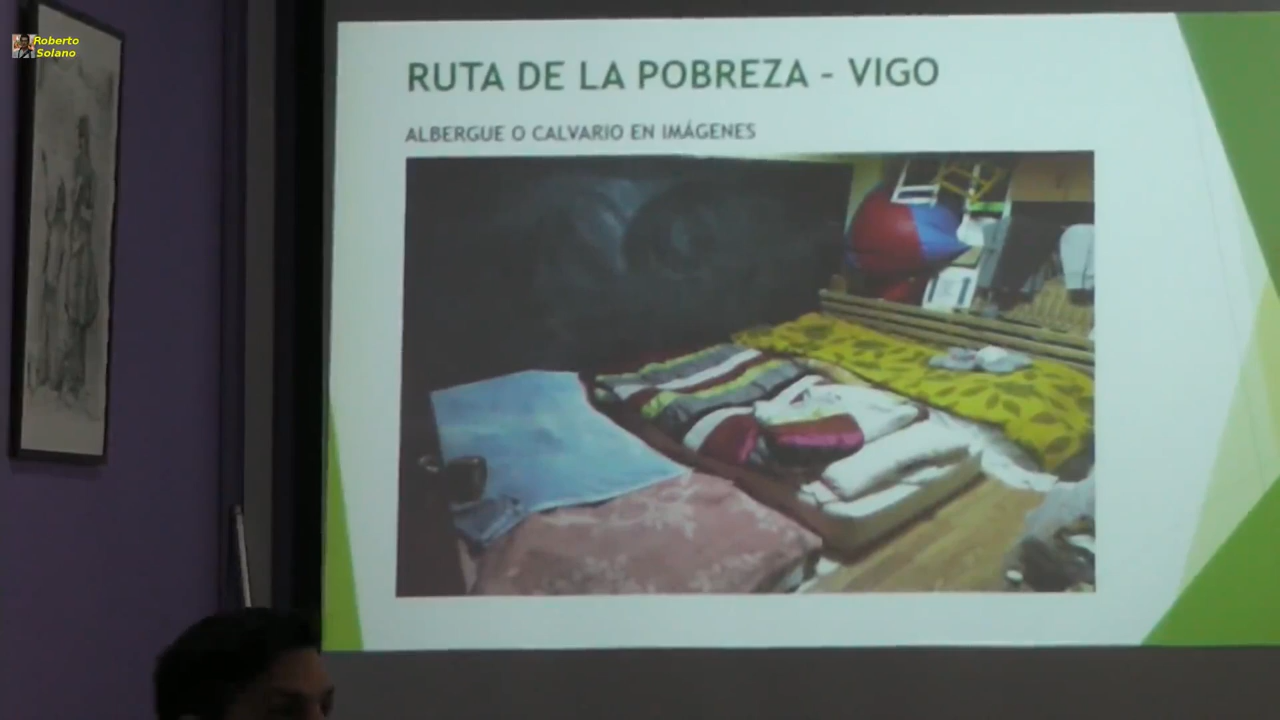 Roberto
Solano
RUTA DE LA POBREZA - VIGO
ALBERGUE O CALVARIO EN IMÁGENES